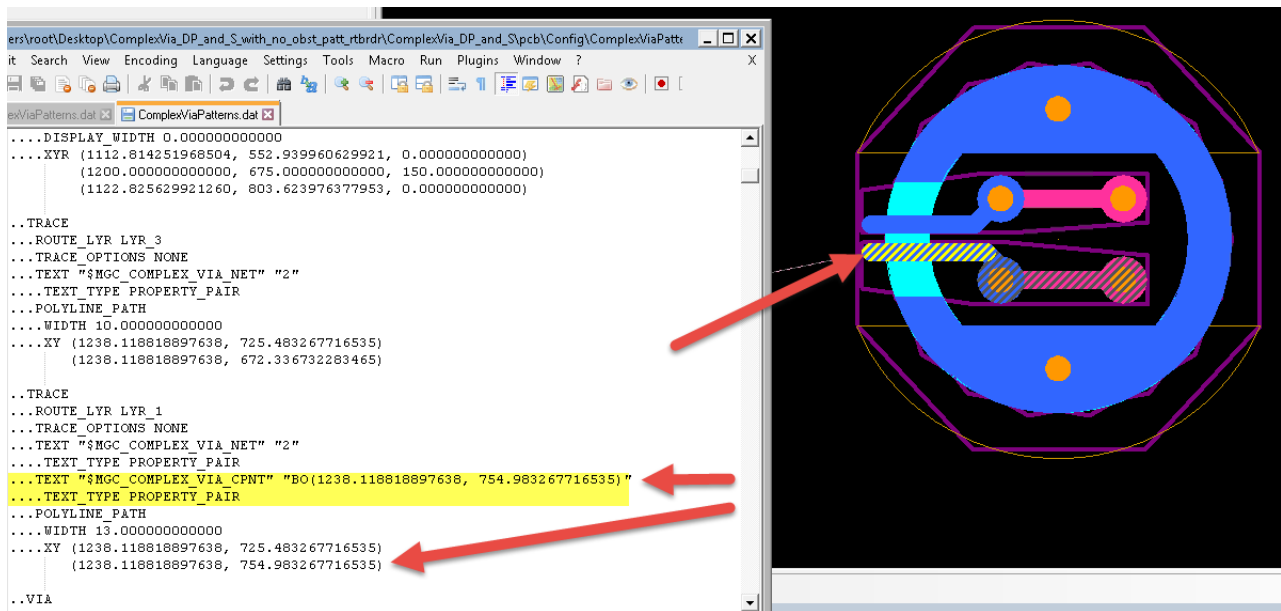 ers\root\Desktop\ComplexVia_DP_and_S_with_no_obst_patt_rtbrdr\ComplexVia_DP_and_S\pcb\Config\ComplexViaPatte
it Search View Encoding Language Settings Tools Macro Run Plugins Window ? X
exViaPatterns.dat ComplexViaPatterns.dat
....DISPLAY_WIDTH 0.000000000000
....XYR (1112.814251968504, 552.939960629921, 0.000000000000)
(1200.000000000000, 675.000000000000, 150.000000000000)
(1122.825629921260, 803.623976377953, 0.000000000000)
..TRACE
...ROUTE_LYR LYR_3
...TRACE_OPTIONS NONE
...TEXT "$MGC_COMPLEX_VIA_NET" "2"
....TEXT_TYPE PROPERTY_PAIR
...POLYLINE_PATH
....WIDTH 10.000000000000
....XY (1238.118818897638, 725.483267716535)
(1238.118818897638, 672.336732283465)
..TRACE
...ROUTE_LYR LYR_1
...TRACE_OPTIONS NONE
...TEXT "$MGC_COMPLEX_VIA_NET" "2"
....TEXT_TYPE PROPERTY_PAIR
...TEXT "$MGC_COMPLEX_VIA_CPNT" "BO(1238.118818897638, 754.983267716535)"
....TEXT_TYPE PROPERTY_PAIR
...POLYLINE_PATH
....WIDTH 13.000000000000
....XY (1238.118818897638, 725.483267716535)
(1238.118818897638, 754.983267716535)
..VIA